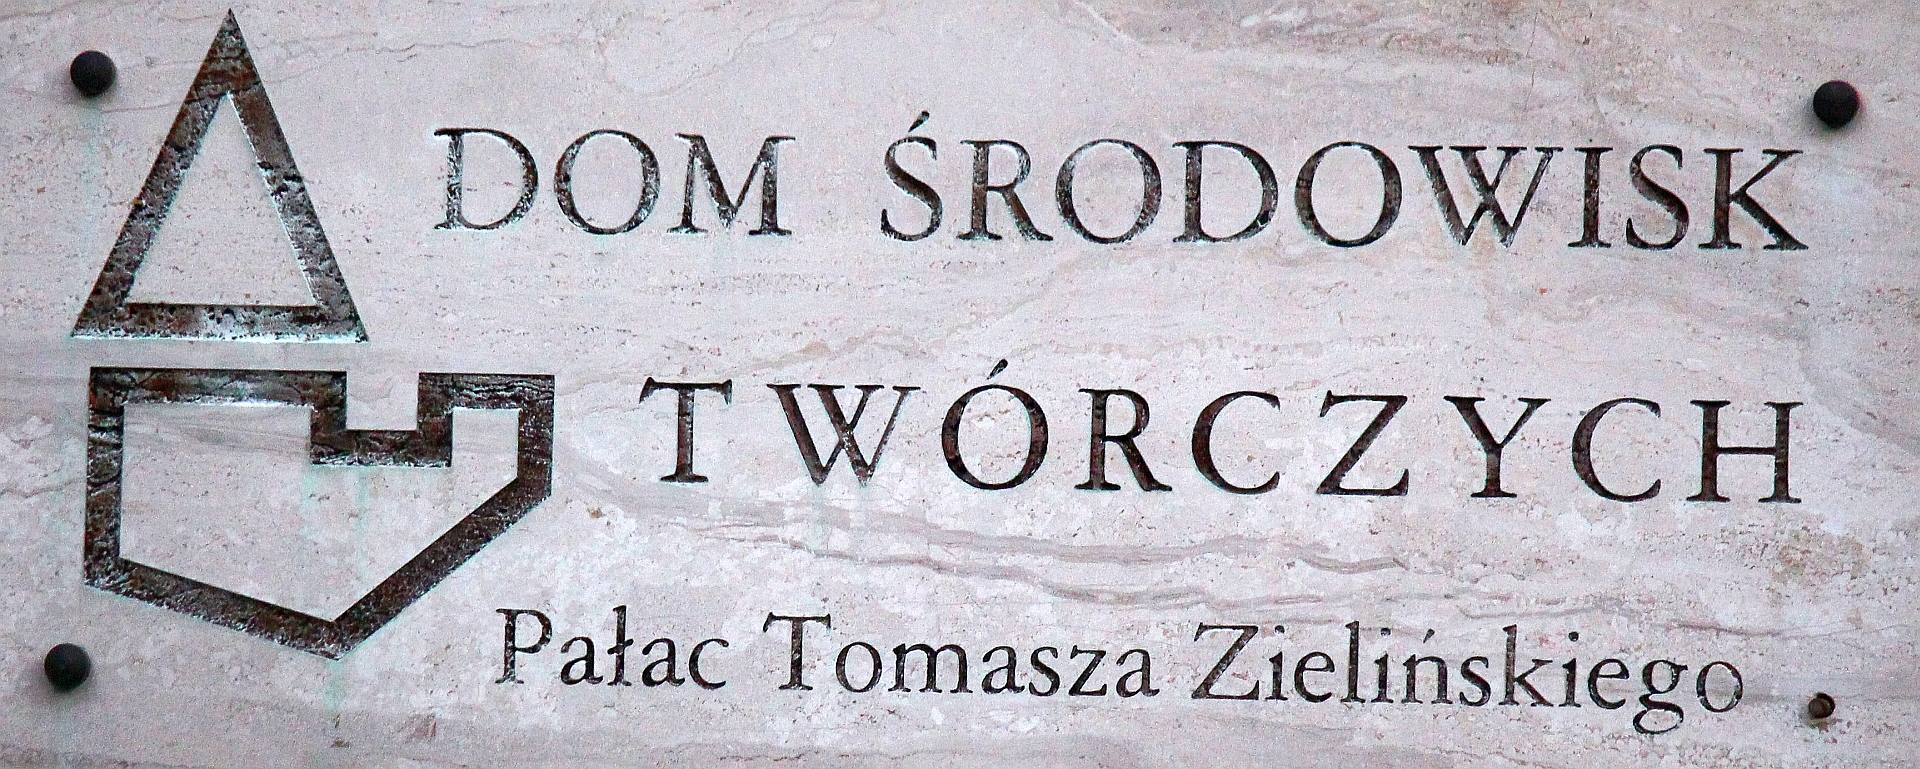 DOM ŚRODOWISK
TWÓRCZYCH
Pałac Tomasza Zielińskiego